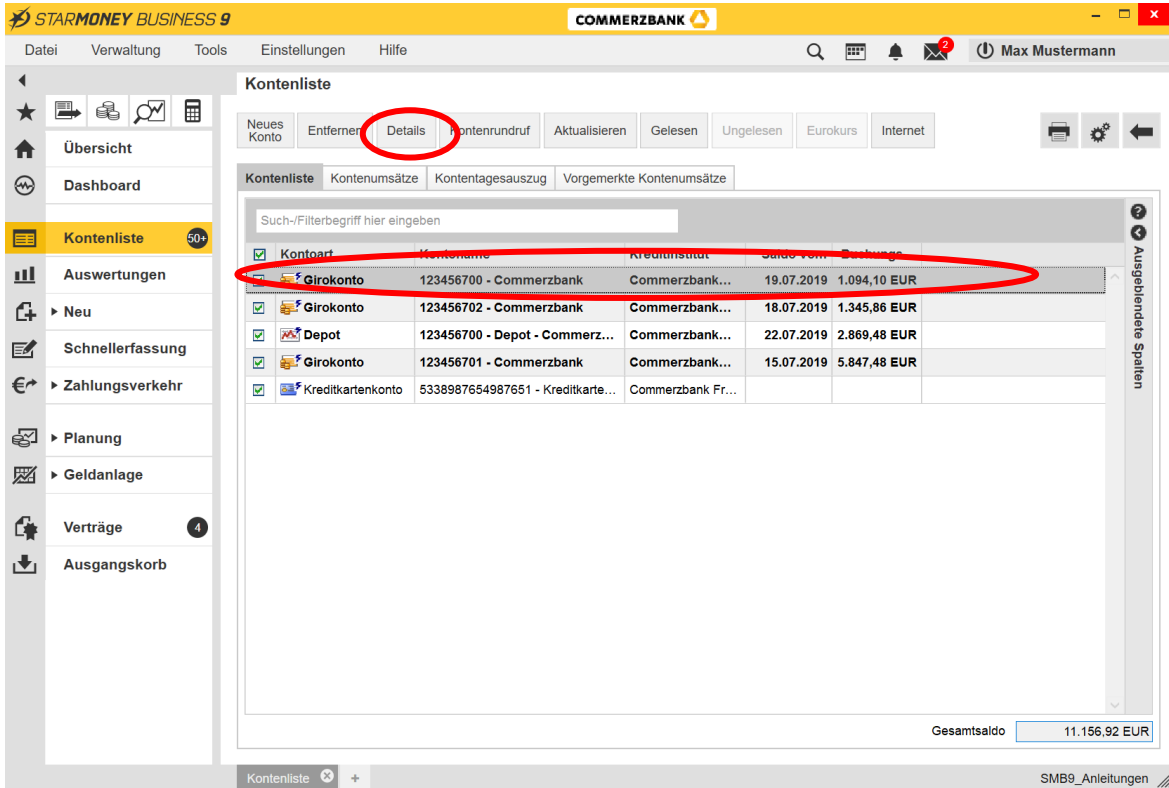 STARMONEY BUSINESS 9
COMMERZBANK
Datei Verwaltung Tools Einstellungen Hilfe
2
Max Mustermann
Kontenliste
Neues Konto Entfernen Details Kontenrundruf Aktualisieren Gelesen Ungelesen Eurokurs Internet
Übersicht
Dashboard
Kontenliste 50+
Auswertungen
Neu
Schnellerfassung
Zahlungsverkehr
Planung
Geldanlage
Verträge 4
Ausgangskorb
Kontenliste Kontenumsätze Kontentagesauszug Vorgemerkte Kontenumsätze
Such-/Filterbegriff hier eingeben
Kontoart Kontoname Kreditinstitut Saldo vom Buchungs...
Girokonto 123456700 - Commerzbank Commerzbank... 19.07.2019 1.094,10 EUR
Girokonto 123456702 - Commerzbank Commerzbank... 18.07.2019 1.345,86 EUR
Depot 123456700 - Depot - Commerz... Commerzbank... 22.07.2019 2.869,48 EUR
Girokonto 123456701 - Commerzbank Commerzbank... 15.07.2019 5.847,48 EUR
Kreditkartenkonto 5338987654987651 - Kreditkarte... Commerzbank Fr...
Ausgeblendete Spalten
Gesamtsaldo 11.156,92 EUR
Kontenliste +
SMB9_Anleitungen